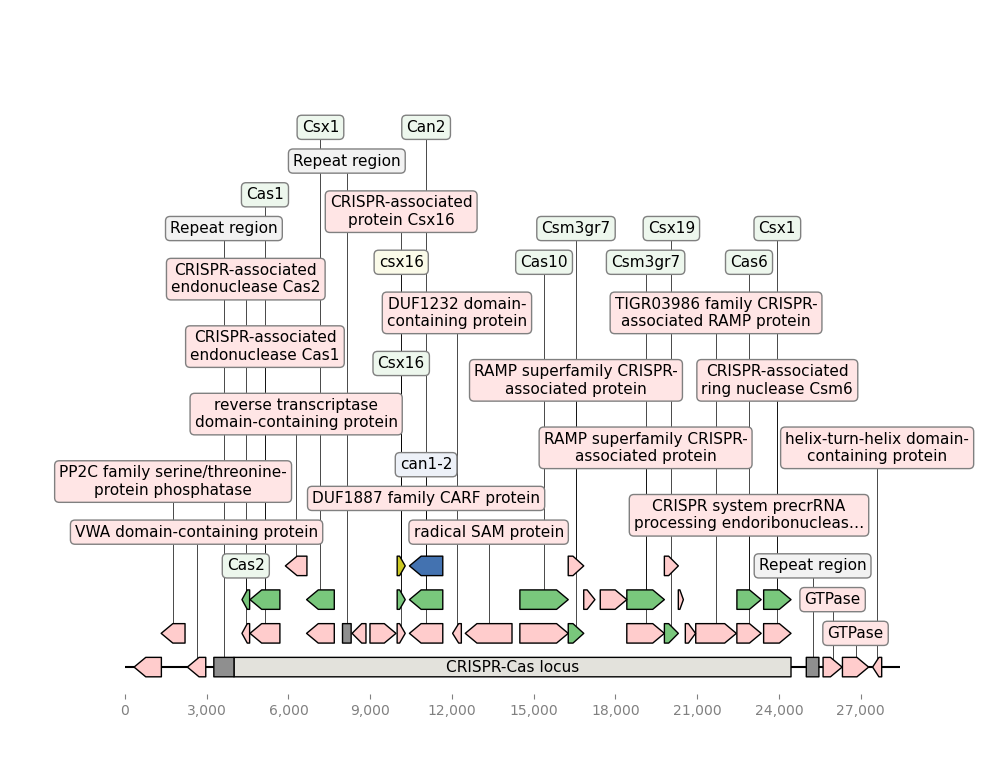 Csx1
Can2
Repeat region
Cas1
CRISPR-associated
protein Csx16
Repeat region
Csm3gr7
Csx19
Csx1
CRISPR-associated
endonuclease Cas2
csx16
Cas10
Csm3gr7
Cas6
DUF1232 domain-
containing protein
TIGR03986 family CRISPR-
associated RAMP protein
CRISPR-associated
endonuclease Cas1
Csx16
RAMP superfamily CRISPR-
associated protein
CRISPR-associated
ring nuclease Csm6
reverse transcriptase
domain-containing protein
RAMP superfamily CRISPR-
associated protein
helix-turn-helix domain-
containing protein
PP2C family serine/threonine-
protein phosphatase
can1-2
DUF1887 family CARF protein
CRISPR system precrRNA
processing endoribonucleas...
VWA domain-containing protein
radical SAM protein
Cas2
Repeat region
GTPase
GTPase
CRISPR-Cas locus
0
3,000
6,000
9,000
12,000
15,000
18,000
21,000
24,000
27,000